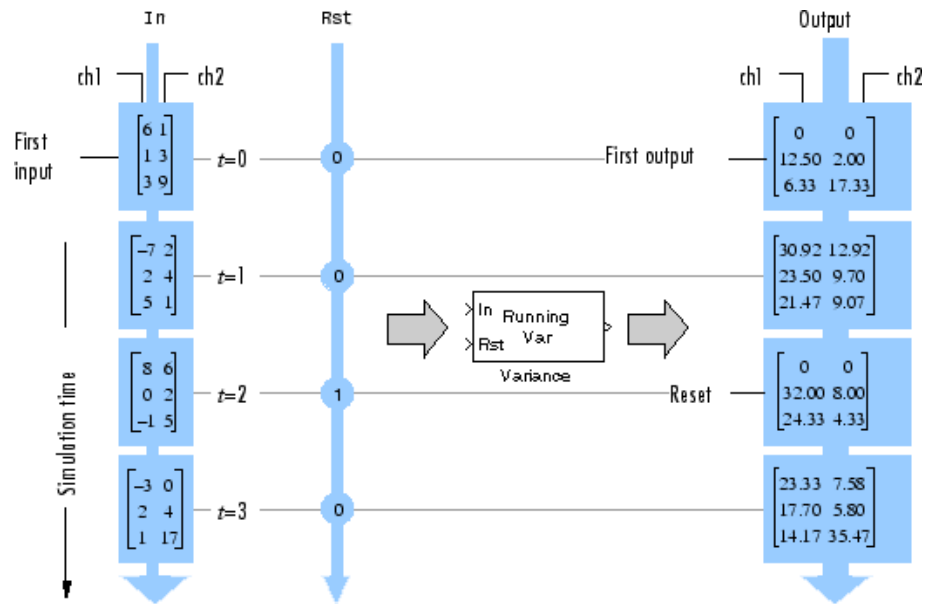 In Rst Output
ch1 ch2 ch1 ch2
First input
6 1
1 3
3 9
t=0
0
First output
0 0
12.50 2.00
6.33 17.33
−7 2
2 4
5 1
t=1
0
30.92 12.92
23.50 9.70
21.47 9.07
In
Rst
Running
Var
Variance
Simulation time
8 6
0 2
−1 5
t=2
1
Reset
0 0
32.00 8.00
24.33 4.33
−3 0
2 4
1 17
t=3
0
23.33 7.58
17.70 5.80
14.17 35.47